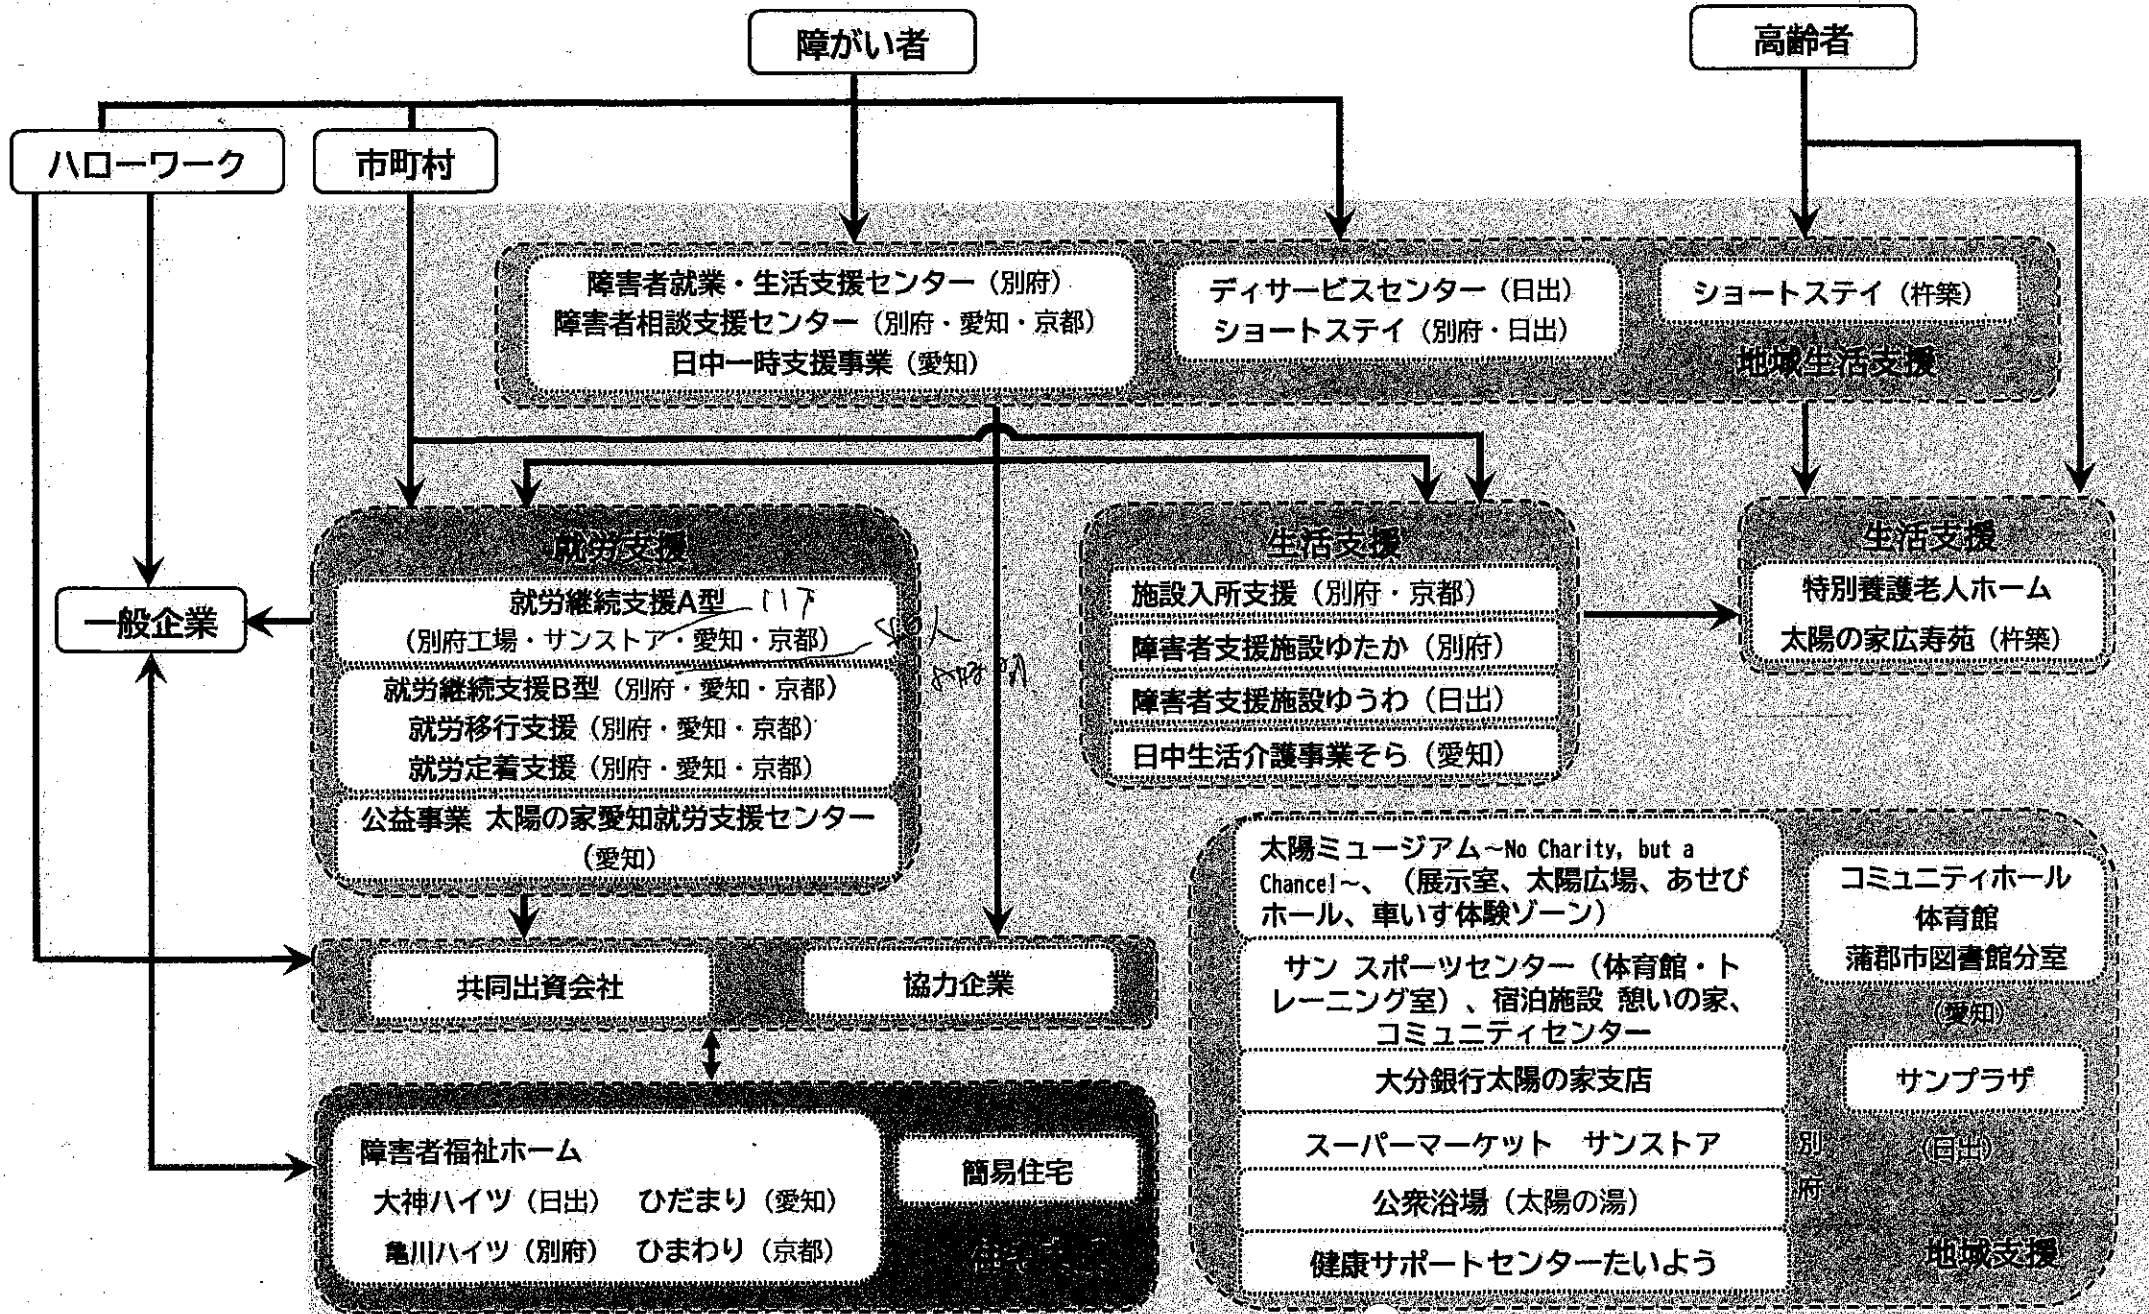 障がい者
高齢者
ハローワーク
市町村
障害者就業・生活支援センター（別府）
障害者相談支援センター（別府・愛知・京都）
日中一時支援事業（愛知）
ディサービスセンター（日出）
ショートステイ（別府・日出）
ショートステイ（杵築）
地域生活支援
一般企業
就労支援
就労継続支援A型
（別府工場・サンストア・愛知・京都）
就労継続支援B型（別府・愛知・京都）
就労移行支援（別府・愛知・京都）
就労定着支援（別府・愛知・京都）
公益事業 太陽の家愛知就労支援センター
（愛知）
生活支援
施設入所支援（別府・京都）
障害者支援施設ゆたか（別府）
障害者支援施設ゆうわ（日出）
日中生活介護事業そら（愛知）
生活支援
特別養護老人ホーム
太陽の家広寿苑（杵築）
共同出資会社
協力企業
障害者福祉ホーム
大神ハイツ（日出） ひだまり（愛知）
亀川ハイツ（別府） ひまわり（京都）
簡易住宅
太陽ミュージアム～No Charity, but a
Chance!～、（展示室、太陽広場、あせび
ホール、車いす体験ゾーン）
サン スポーツセンター（体育館・ト
レーニング室）、宿泊施設 憩いの家、
コミュニティセンター
大分銀行太陽の家支店
スーパーマーケット サンストア
公衆浴場（太陽の湯）
健康サポートセンターたいよう
別府
コミュニティホール
体育館
蒲郡市図書館分室
（愛知）
サンプラザ
（日出）
地域支援